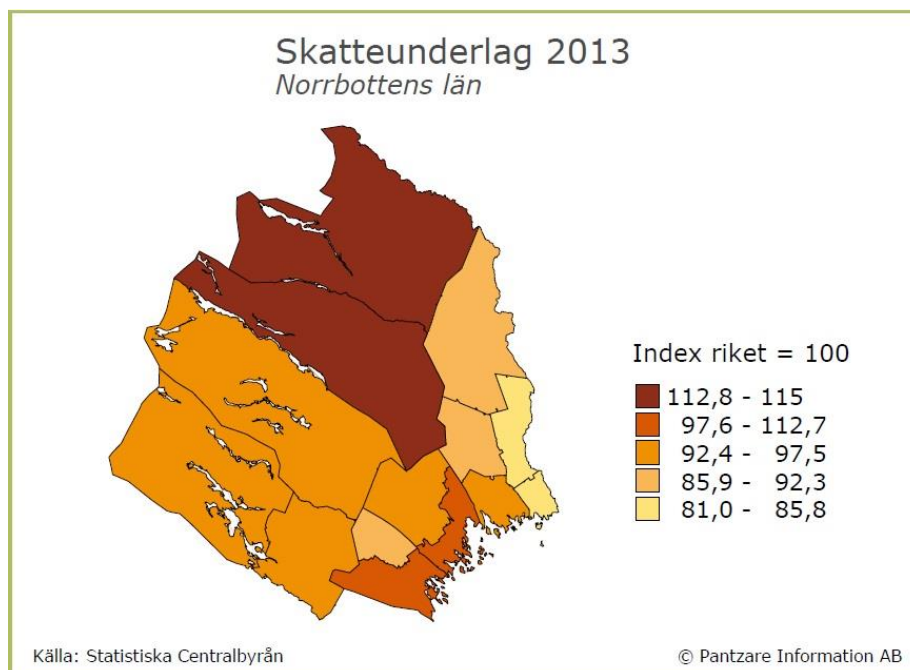 Skatteunderlag 2013
Norrbottens län
Index riket = 100
112,8 - 115
97,6 - 112,7
92,4 - 97,5
85,9 - 92,3
81,0 - 85,8
Källa: Statistiska Centralbyrån
© Pantzare Information AB